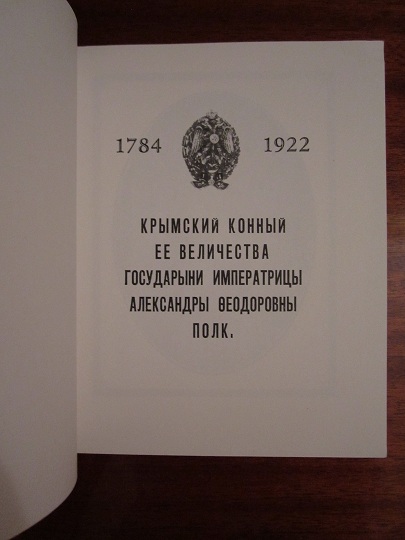 1784 1922
КРЫМСКИЙ КОННЫЙ
ЕЕ ВЕЛИЧЕСТВА
ГОСУДАРЫНИ ИМПЕРАТРИЦЫ
АЛЕКСАНДРЫ ѲЕОДОРОВНЫ
ПОЛК.